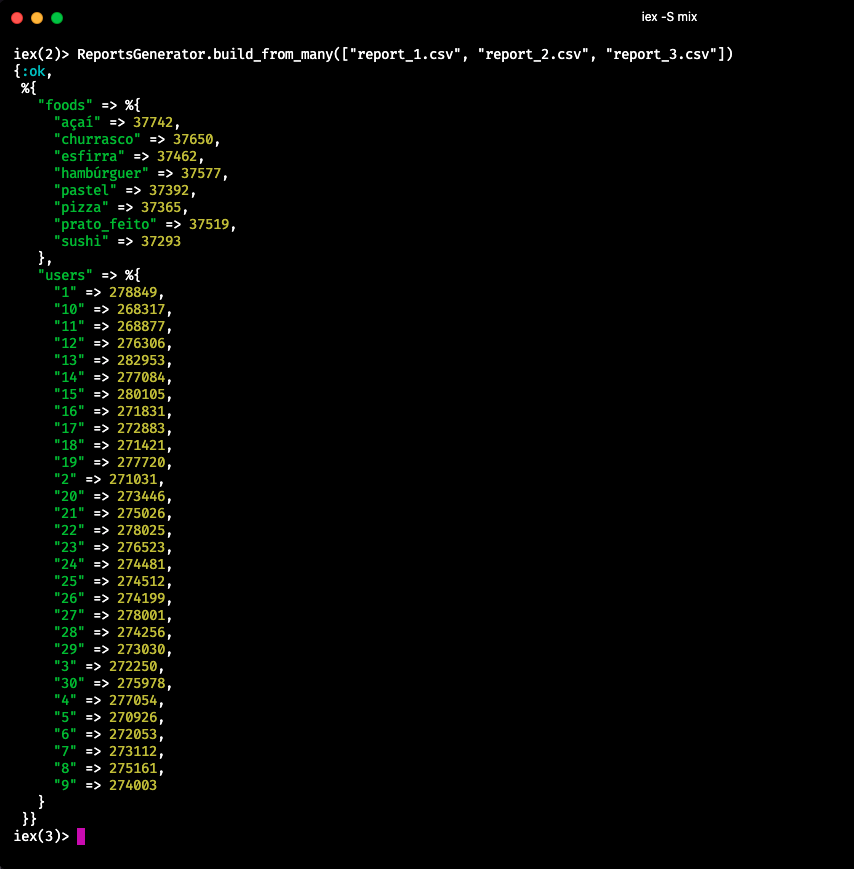 iex -S mix
iex(2)> ReportsGenerator.build_from_many(["report_1.csv", "report_2.csv", "report_3.csv"])
{:ok,
 %{
   "foods" => %{
     "açaí" => 37742,
     "churrasco" => 37650,
     "esfirra" => 37462,
     "hambúrguer" => 37577,
     "pastel" => 37392,
     "pizza" => 37365,
     "prato_feito" => 37519,
     "sushi" => 37293
   },
   "users" => %{
     "1" => 278849,
     "10" => 268317,
     "11" => 268877,
     "12" => 276306,
     "13" => 282953,
     "14" => 277084,
     "15" => 280105,
     "16" => 271831,
     "17" => 272883,
     "18" => 271421,
     "19" => 277720,
     "2" => 271031,
     "20" => 273446,
     "21" => 275026,
     "22" => 278025,
     "23" => 276523,
     "24" => 274481,
     "25" => 274512,
     "26" => 274199,
     "27" => 278001,
     "28" => 274256,
     "29" => 273030,
     "3" => 272250,
     "30" => 275978,
     "4" => 277054,
     "5" => 270926,
     "6" => 272053,
     "7" => 273112,
     "8" => 275161,
     "9" => 274003
   }
 }}
iex(3)>